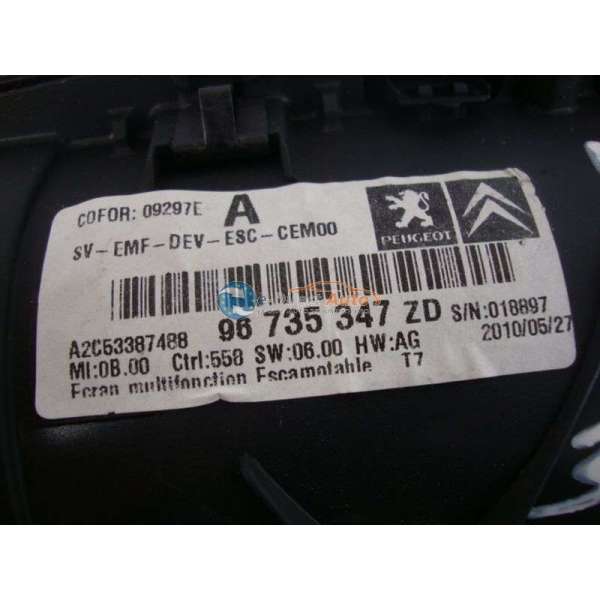 COFOR: 09297E A
SV-EMF-DEV-ESC-CEM00
PEUGEOT
A2C53387488 96 735 347 ZD S/N:018897
MI:0B.00 Ctrl:558 SW:06.00 HW:AG 2010/05/27
Ecran multifonction Escamotable T7